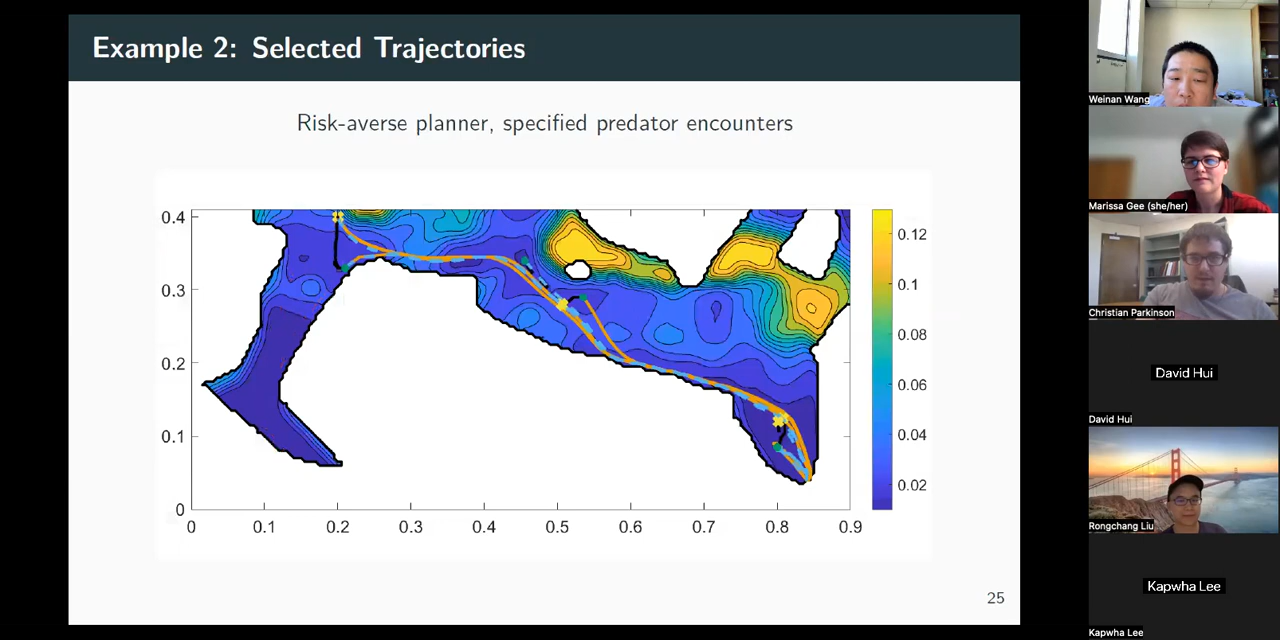 Example 2: Selected Trajectories
Risk-averse planner, specified predator encounters
0.4
0.3
0.2
0.1
0
0
0.1
0.2
0.3
0.4
0.5
0.6
0.7
0.8
0.9
0.12
0.1
0.08
0.06
0.04
0.02
25
Weinan Wang
Marissa Gee (she/her)
Christian Parkinson
David Hui
David Hui
Rongchang Liu
Kapwha Lee
Kapwha Lee